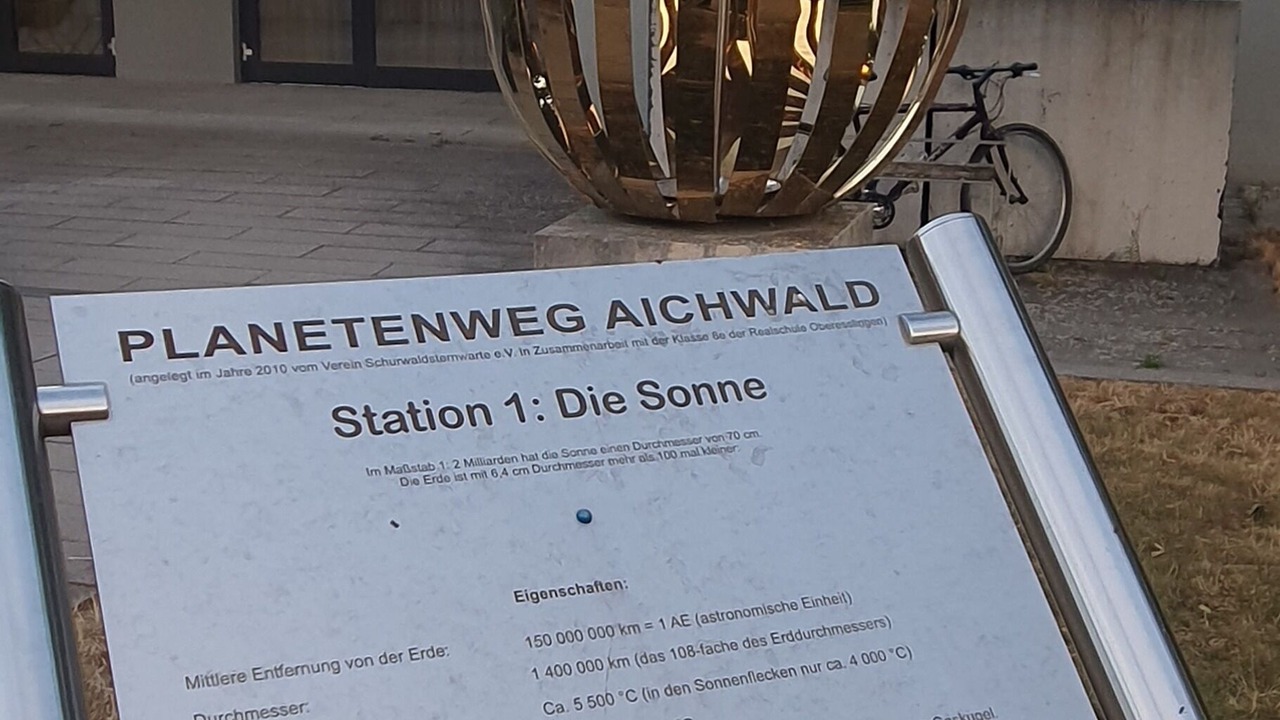 PLANETENWEG AICHWALD
(angelegt im Jahre 2010 vom Verein Schurwaldsternwarte e.V. In Zusammenarbeit mit der Klasse 6e der Realschule Oberesslingen)
Station 1: Die Sonne
Im Maßstab 1: 2 Milliarden hat die Sonne einen Durchmesser von 70 cm.
Die Erde ist mit 6,4 cm Durchmesser mehr als 100 mal kleiner.
Eigenschaften:
Mittlere Entfernung von der Erde: 150 000 000 km = 1 AE (astronomische Einheit)
Durchmesser: 1 400 000 km (das 108-fache des Erddurchmessers)
Ca. 5 500 °C (in den Sonnenflecken nur ca. 4 000 °C)